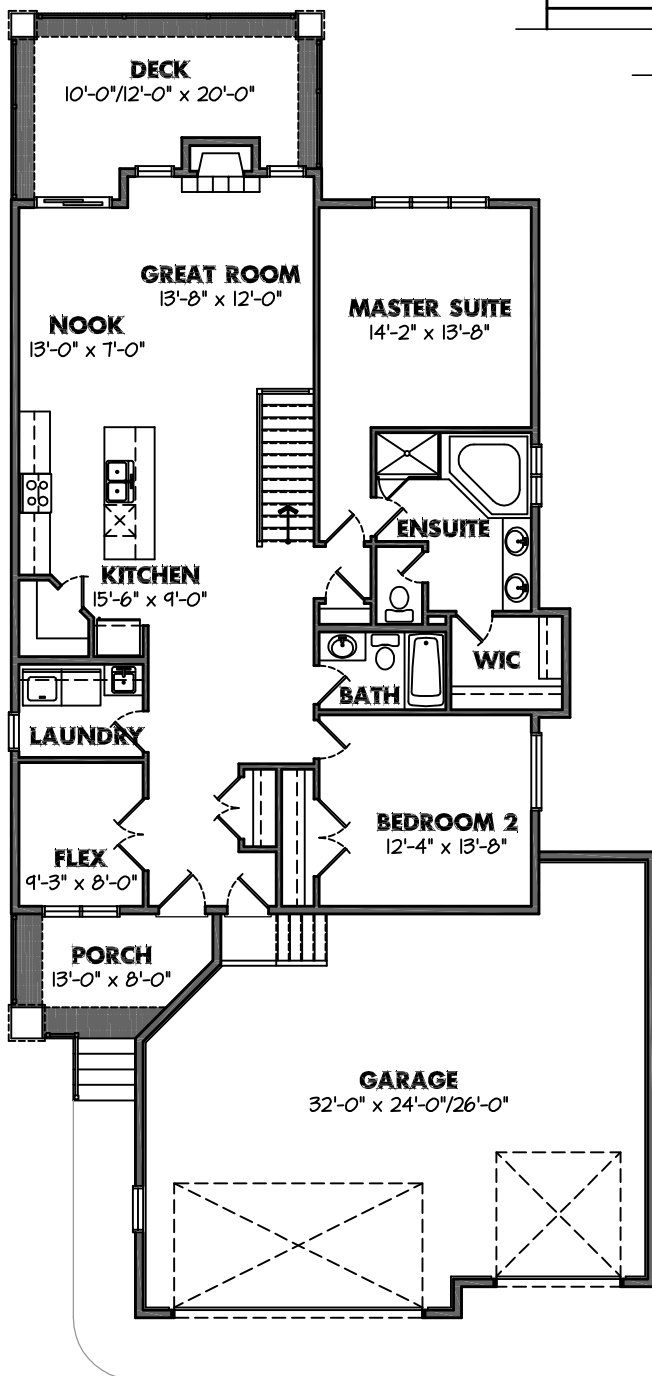 DECK
10'-0"/12'-0" x 20'-0"
GREAT ROOM
13'-8" x 12'-0"
MASTER SUITE
14'-2" x 13'-8"
NOOK
13'-0" x 7'-0"
ENSUITE
KITCHEN
15'-6" x 9'-0"
WIC
BATH
LAUNDRY
BEDROOM 2
12'-4" x 13'-8"
FLEX
9'-3" x 8'-0"
PORCH
13'-0" x 8'-0"
GARAGE
32'-0" x 24'-0"/26'-0"